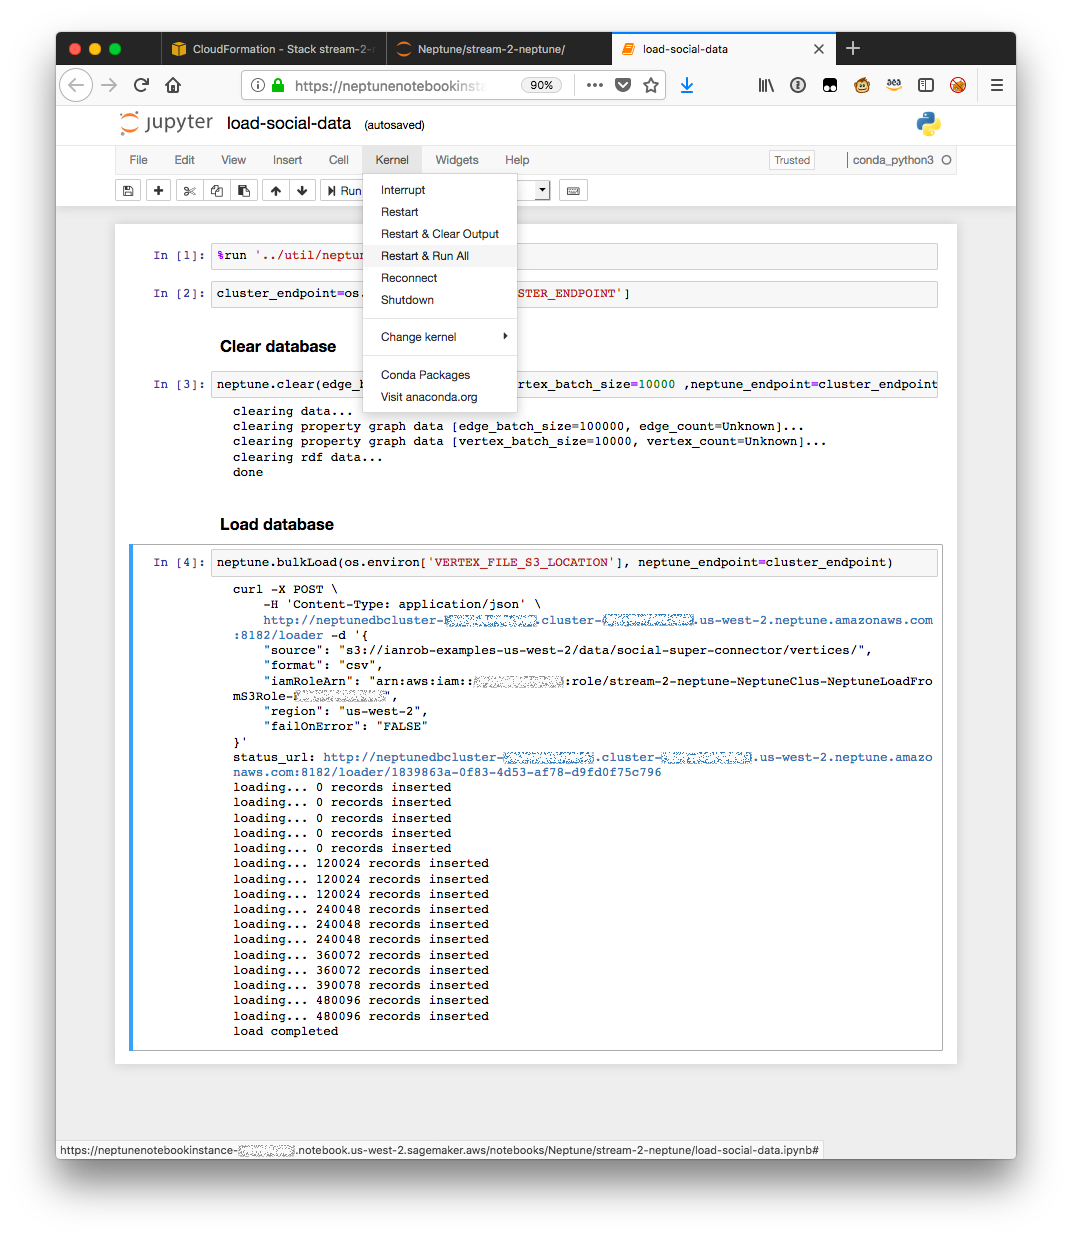 CloudFormation - Stack stream-2-
Neptune/stream-2-neptune/
load-social-data
https://neptunenotebookinst
90%
jupyter load-social-data (autosaved)
File Edit View Insert Cell Kernel Widgets Help Trusted conda_python3
Run
Interrupt
Restart
Restart & Clear Output
Restart & Run All
Reconnect
Shutdown
Change kernel
Conda Packages
Visit anaconda.org
In [1]: %run '../util/neptun
In [2]: cluster_endpoint=os. STER_ENDPOINT']
Clear database
In [3]: neptune.clear(edge_b rtex_batch_size=10000 ,neptune_endpoint=cluster_endpoint
clearing data...
clearing property graph data [edge_batch_size=100000, edge_count=Unknown]...
clearing property graph data [vertex_batch_size=10000, vertex_count=Unknown]...
clearing rdf data...
done
Load database
In [4]: neptune.bulkLoad(os.environ['VERTEX_FILE_S3_LOCATION'], neptune_endpoint=cluster_endpoint)
curl -X POST \
-H 'Content-Type: application/json' \
http://neptunedbcluster- .cluster- .us-west-2.neptune.amazonaws.com
:8182/loader -d '{
"source": "s3://ianrob-examples-us-west-2/data/social-super-connector/vertices/",
"format": "csv",
"iamRoleArn": "arn:aws:iam:: :role/stream-2-neptune-NeptuneClus-NeptuneLoadFro
mS3Role- ",
"region": "us-west-2",
"failOnError": "FALSE"
}'
status_url: http://neptunedbcluster- .cluster- .us-west-2.neptune.amazo
naws.com:8182/loader/1839863a-0f83-4d53-af78-d9fd0f75c796
loading... 0 records inserted
loading... 0 records inserted
loading... 0 records inserted
loading... 0 records inserted
loading... 0 records inserted
loading... 120024 records inserted
loading... 120024 records inserted
loading... 120024 records inserted
loading... 240048 records inserted
loading... 240048 records inserted
loading... 240048 records inserted
loading... 360072 records inserted
loading... 360072 records inserted
loading... 390078 records inserted
loading... 480096 records inserted
loading... 480096 records inserted
load completed
https://neptunenotebookinstance- .notebook.us-west-2.sagemaker.aws/notebooks/Neptune/stream-2-neptune/load-social-data.ipynb#